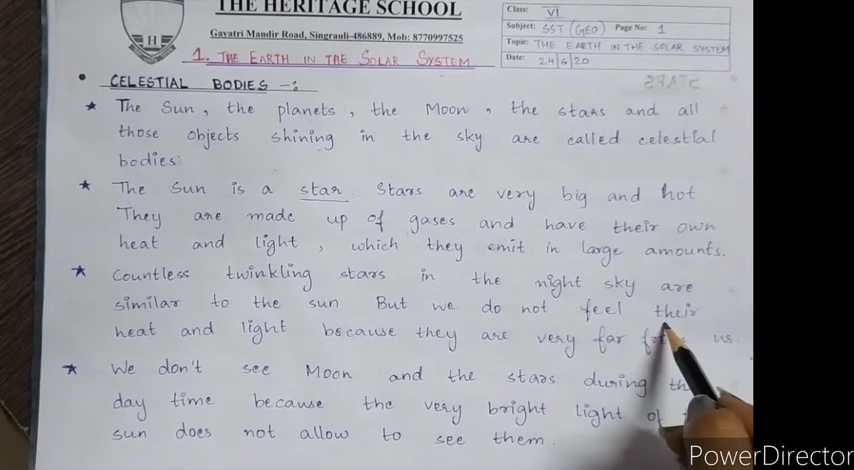 THE HERITAGE SCHOOL
Gayatri Mandir Road, Singrauli-486889, Mob: 8770997525
Class: VI
Subject: SST (GEO) Page No: 1
Topic: THE EARTH IN THE SOLAR SYSTEM
Date: 24/6/20
H
1. THE EARTH IN THE SOLAR SYSTEM
STARS
• CELESTIAL BODIES -:
★ The Sun, the planets, the Moon, the stars and all
those objects shining in the sky are called celestial
bodies.
★ The Sun is a star. Stars are very big and hot
They are made up of gases and have their own
heat and light, which they emit in large amounts.
★ Countless twinkling stars in the night sky are
similar to the sun But we do not feel their
heat and light because they are very far us.
★ We don't see Moon and the stars during
day time because the very bright light of
sun does not allow to see them.
PowerDirector